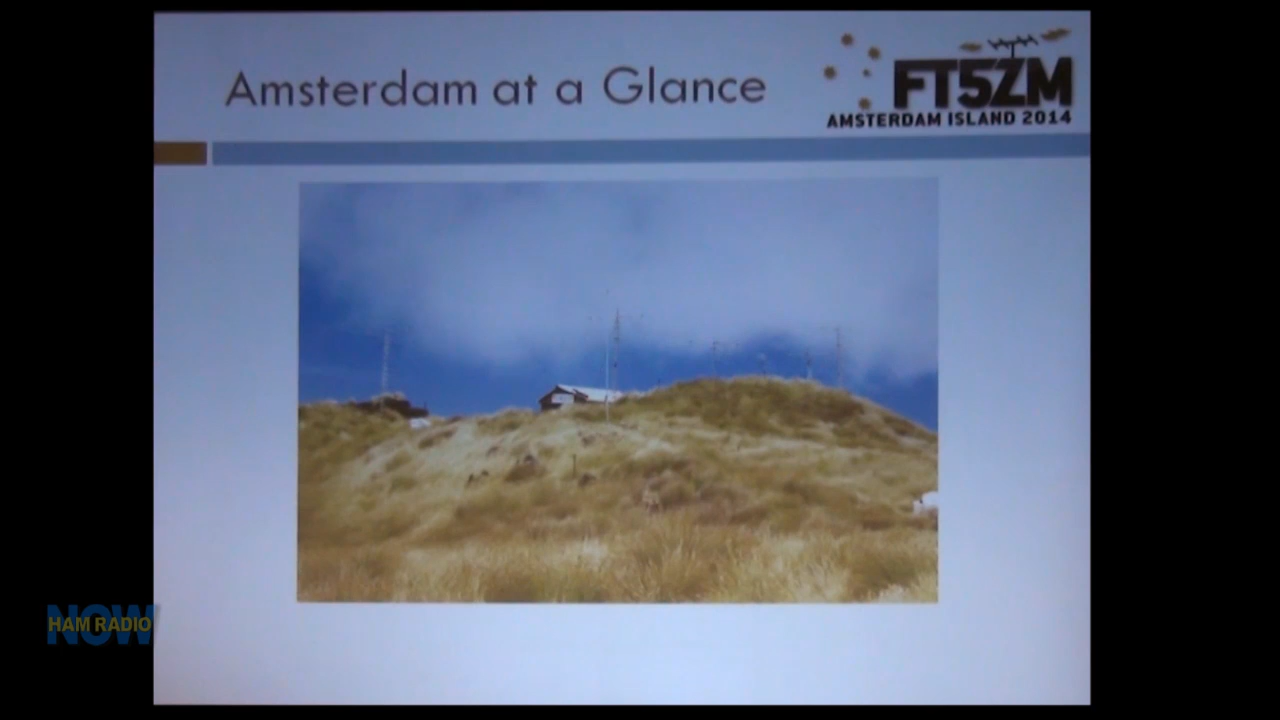 Amsterdam at a Glance
FT5ZM
AMSTERDAM ISLAND 2014
NOW
HAM RADIO